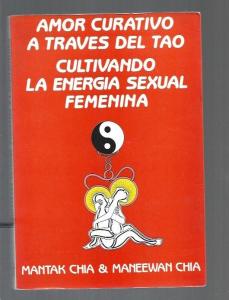 AMOR CURATIVO
A TRAVES DEL TAO
CULTIVANDO
LA ENERGIA SEXUAL
FEMENINA
MANTAK CHIA & MANEEWAN CHIA